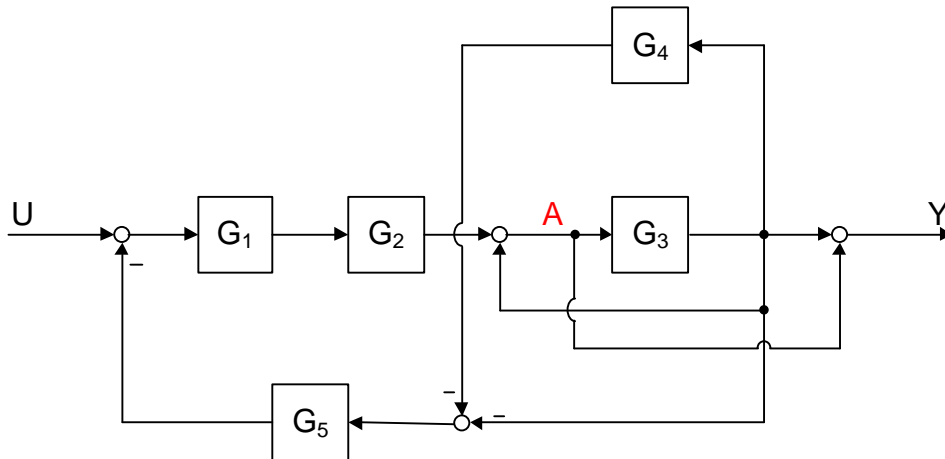 G₄
U
A
Y
G₁
G₂
G₃
–
–
–
G₅